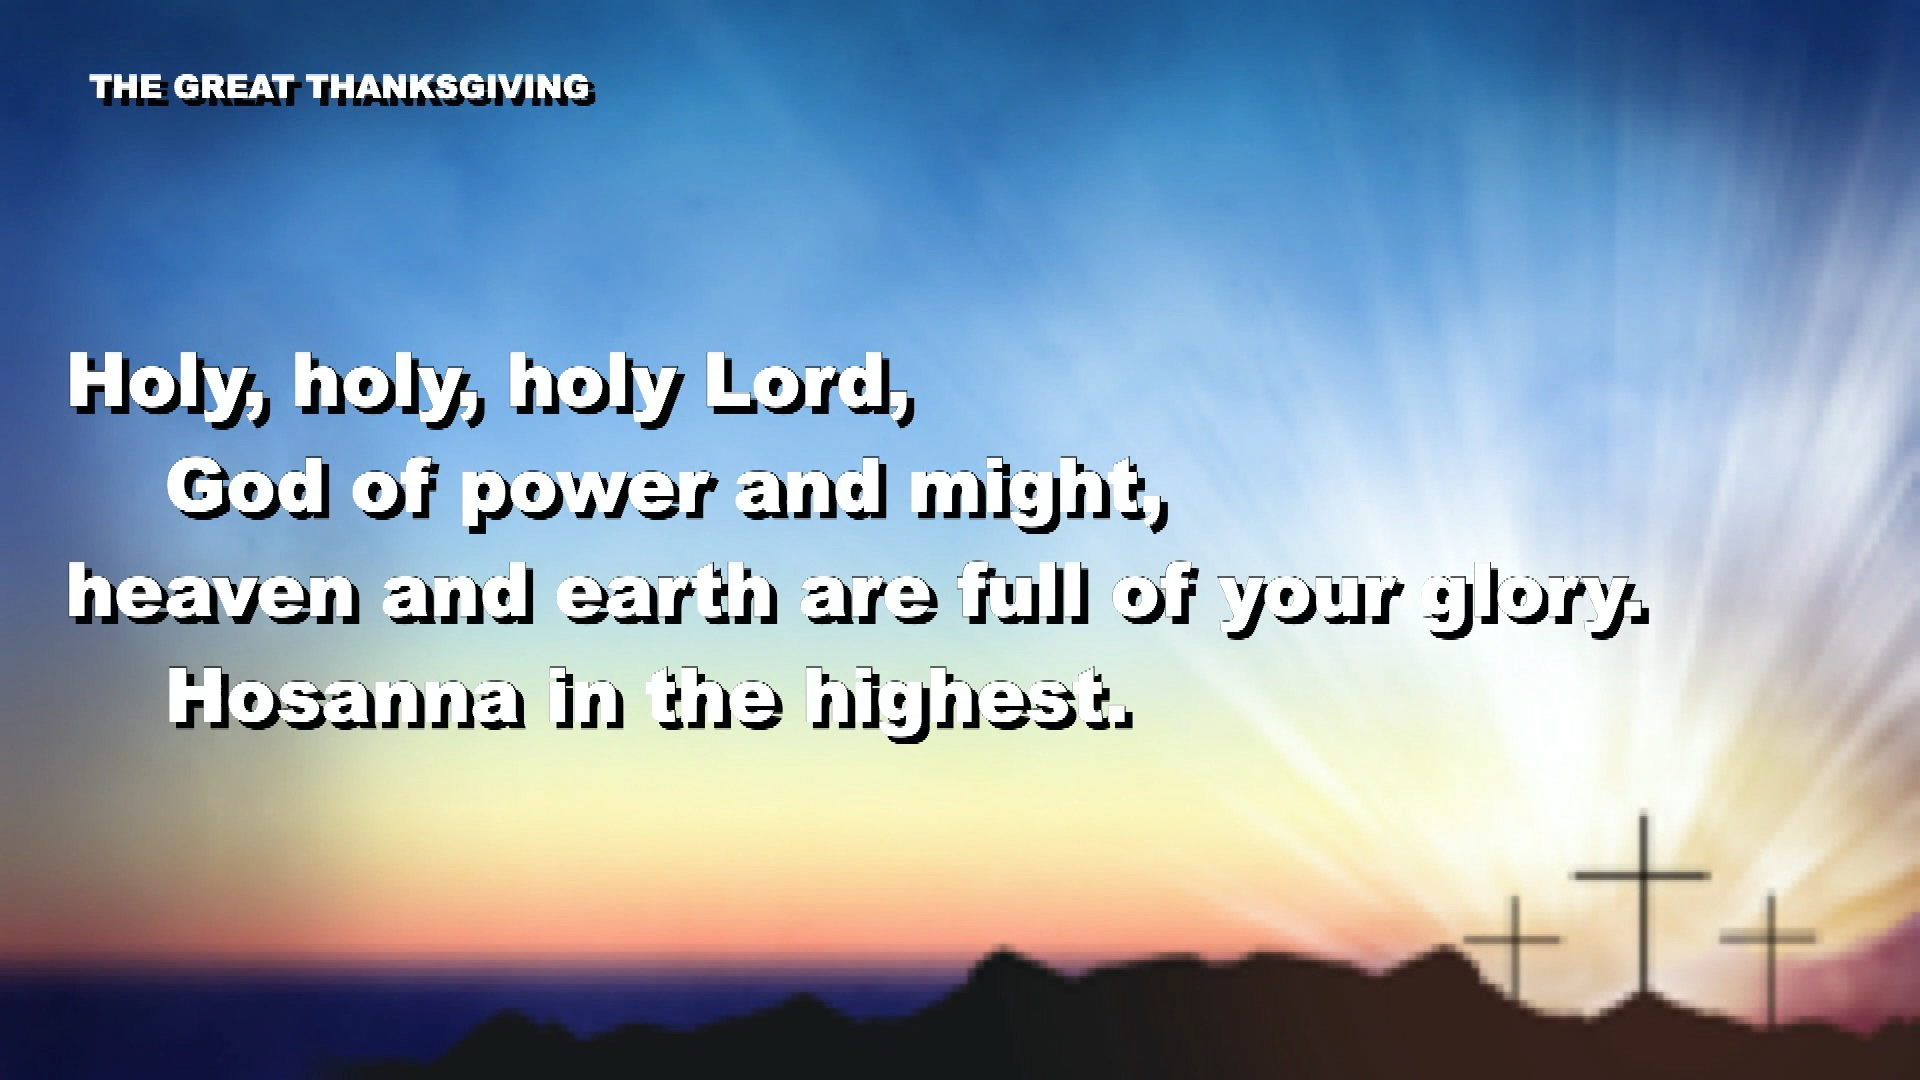 THE GREAT THANKSGIVING
Holy, holy, holy Lord,
God of power and might,
heaven and earth are full of your glory.
Hosanna in the highest.